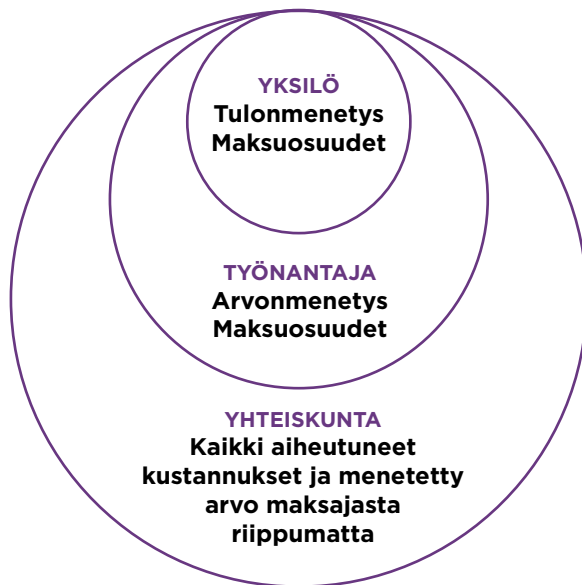 YKSILÖ
Tulonmenetys
Maksuosuudet
TYÖNANTAJA
Arvonmenetys
Maksuosuudet
YHTEISKUNTA
Kaikki aiheutuneet
kustannukset ja menetetty
arvo maksajasta
riippumatta